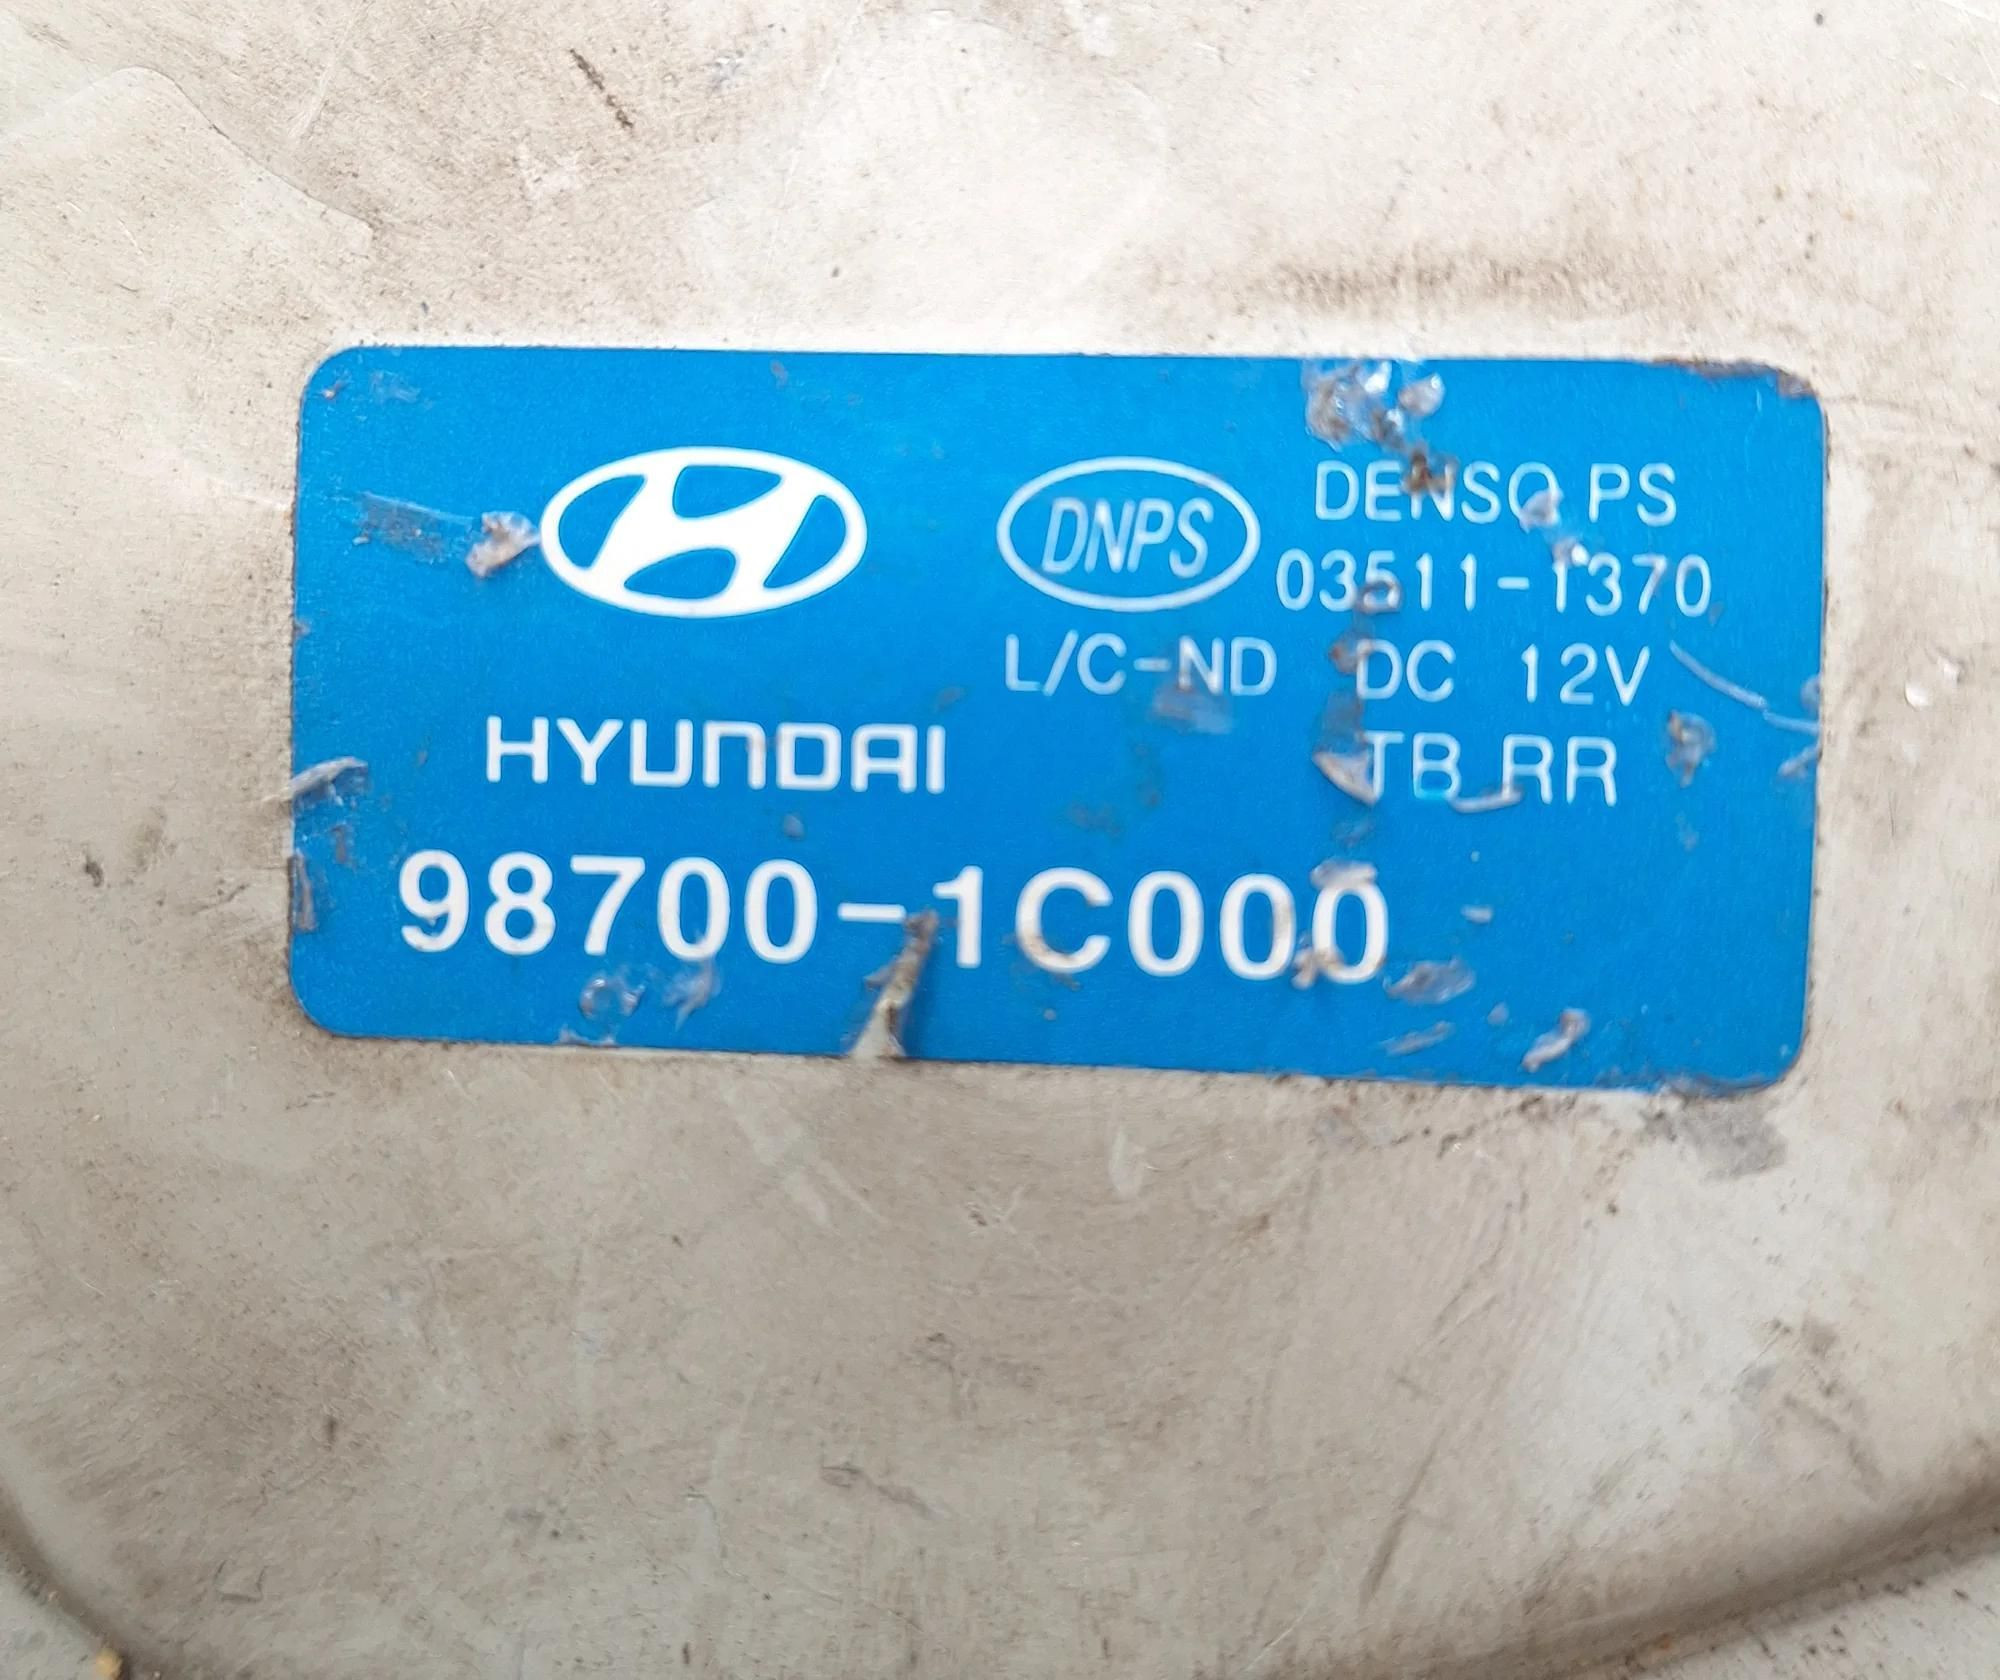 DNPS
DENSO PS
03511-1370
L/C-ND DC 12V
HYUNDAI
TB RR
98700-1C000